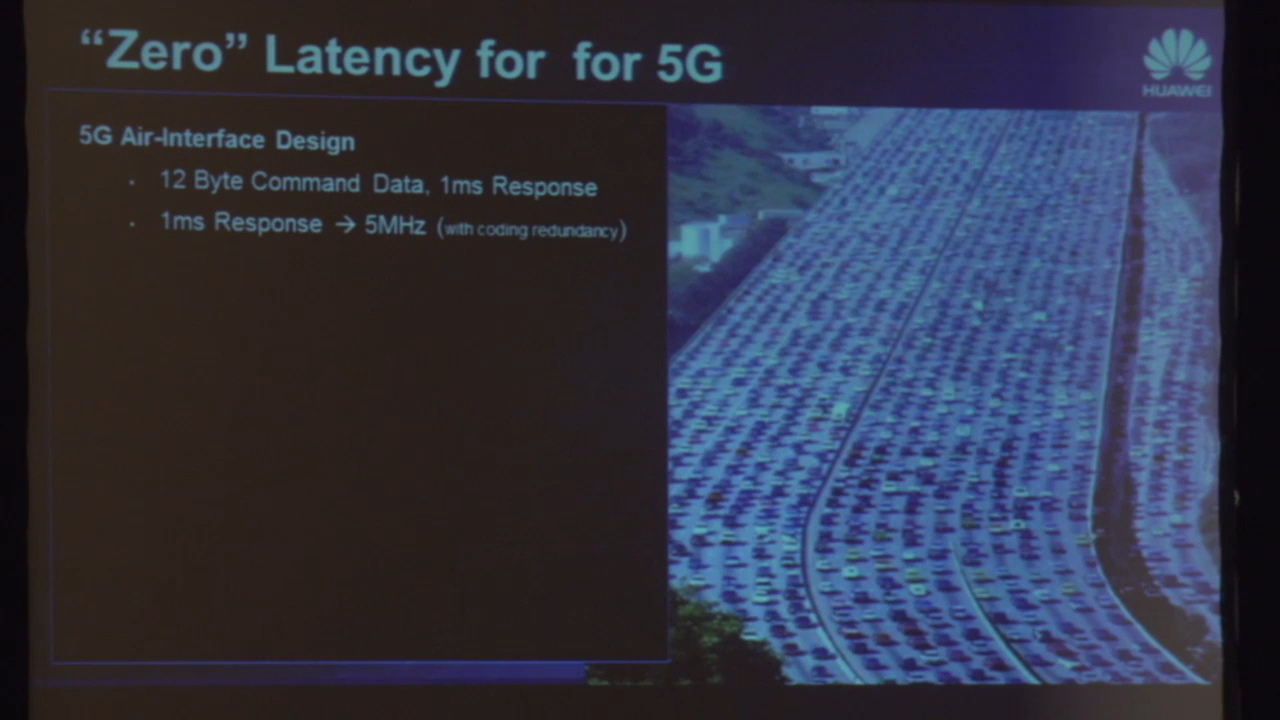 “Zero” Latency for for 5G
HUAWEI
5G Air-Interface Design
. 12 Byte Command Data, 1ms Response
. 1ms Response → 5MHz (with coding redundancy)